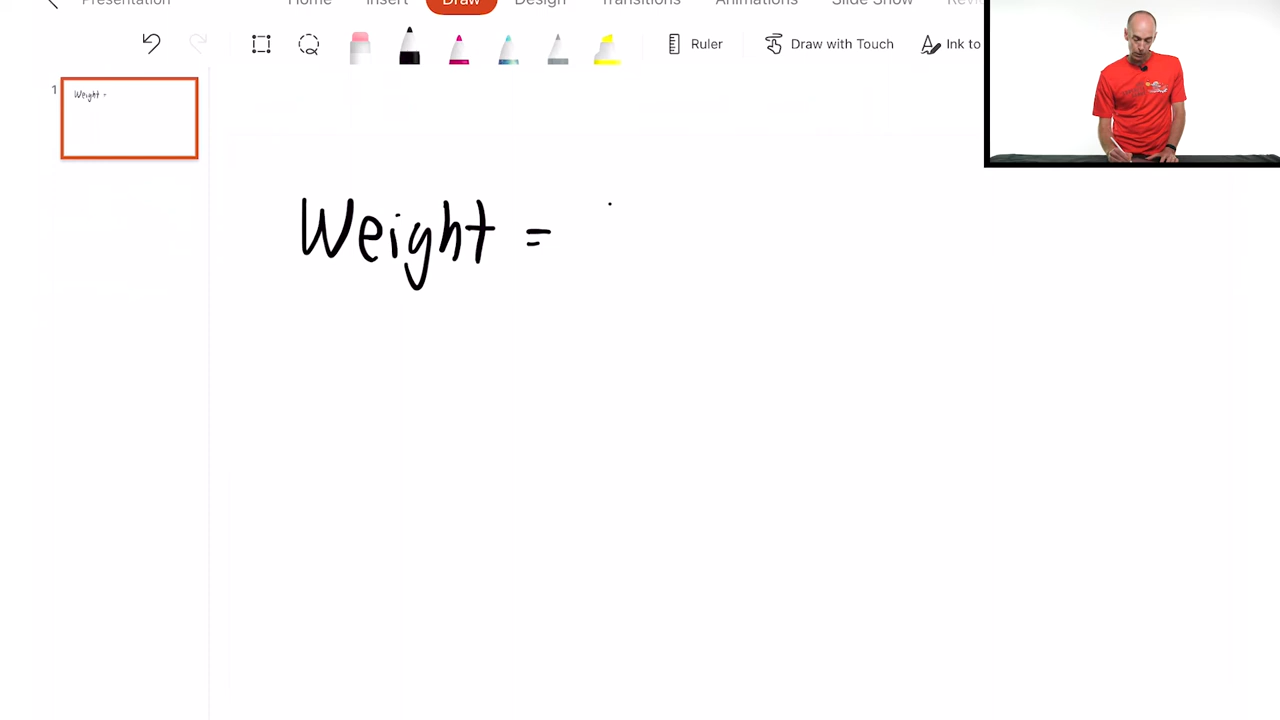 Presentation Home Insert Draw Design Transitions Animations Slide Show
Ruler Draw with Touch Ink to
1
Weight =
Weight =